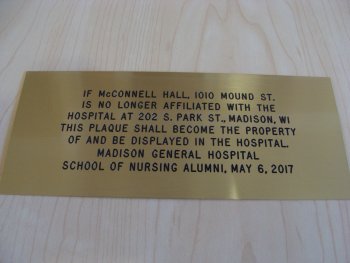 IF McCONNELL HALL, 1010 MOUND ST.
IS NO LONGER AFFILIATED WITH THE
HOSPITAL AT 202 S. PARK ST., MADISON, WI
THIS PLAQUE SHALL BECOME THE PROPERTY
OF AND BE DISPLAYED IN THE HOSPITAL.
MADISON GENERAL HOSPITAL
SCHOOL OF NURSING ALUMNI, MAY 6, 2017